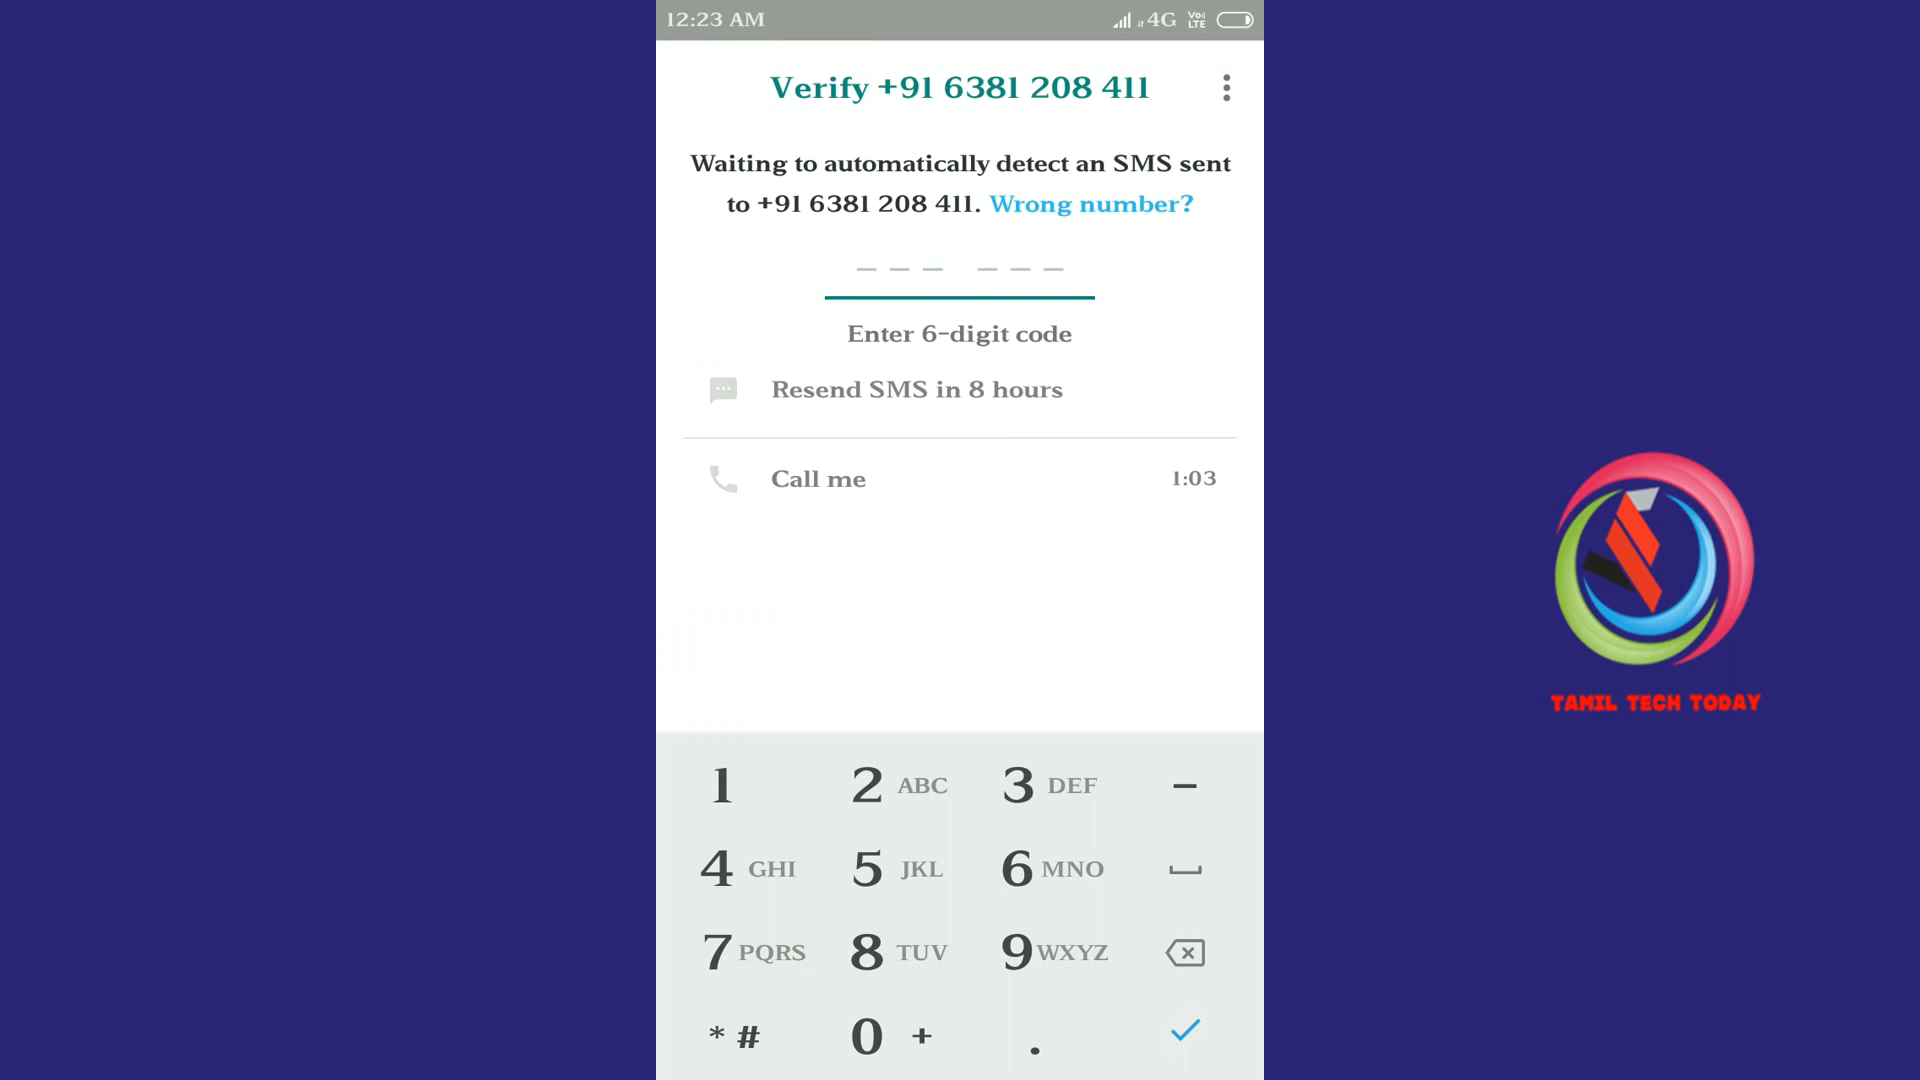 12:23 AM
4G Vo LTE
Verify +91 6381 208 411
Waiting to automatically detect an SMS sent
to +91 6381 208 411. Wrong number?
Enter 6-digit code
Resend SMS in 8 hours
Call me 1:03
1 2 ABC 3 DEF -
4 GHI 5 JKL 6 MNO
7 PQRS 8 TUV 9 WXYZ
* # 0 + .
TAMIL TECH TODAY